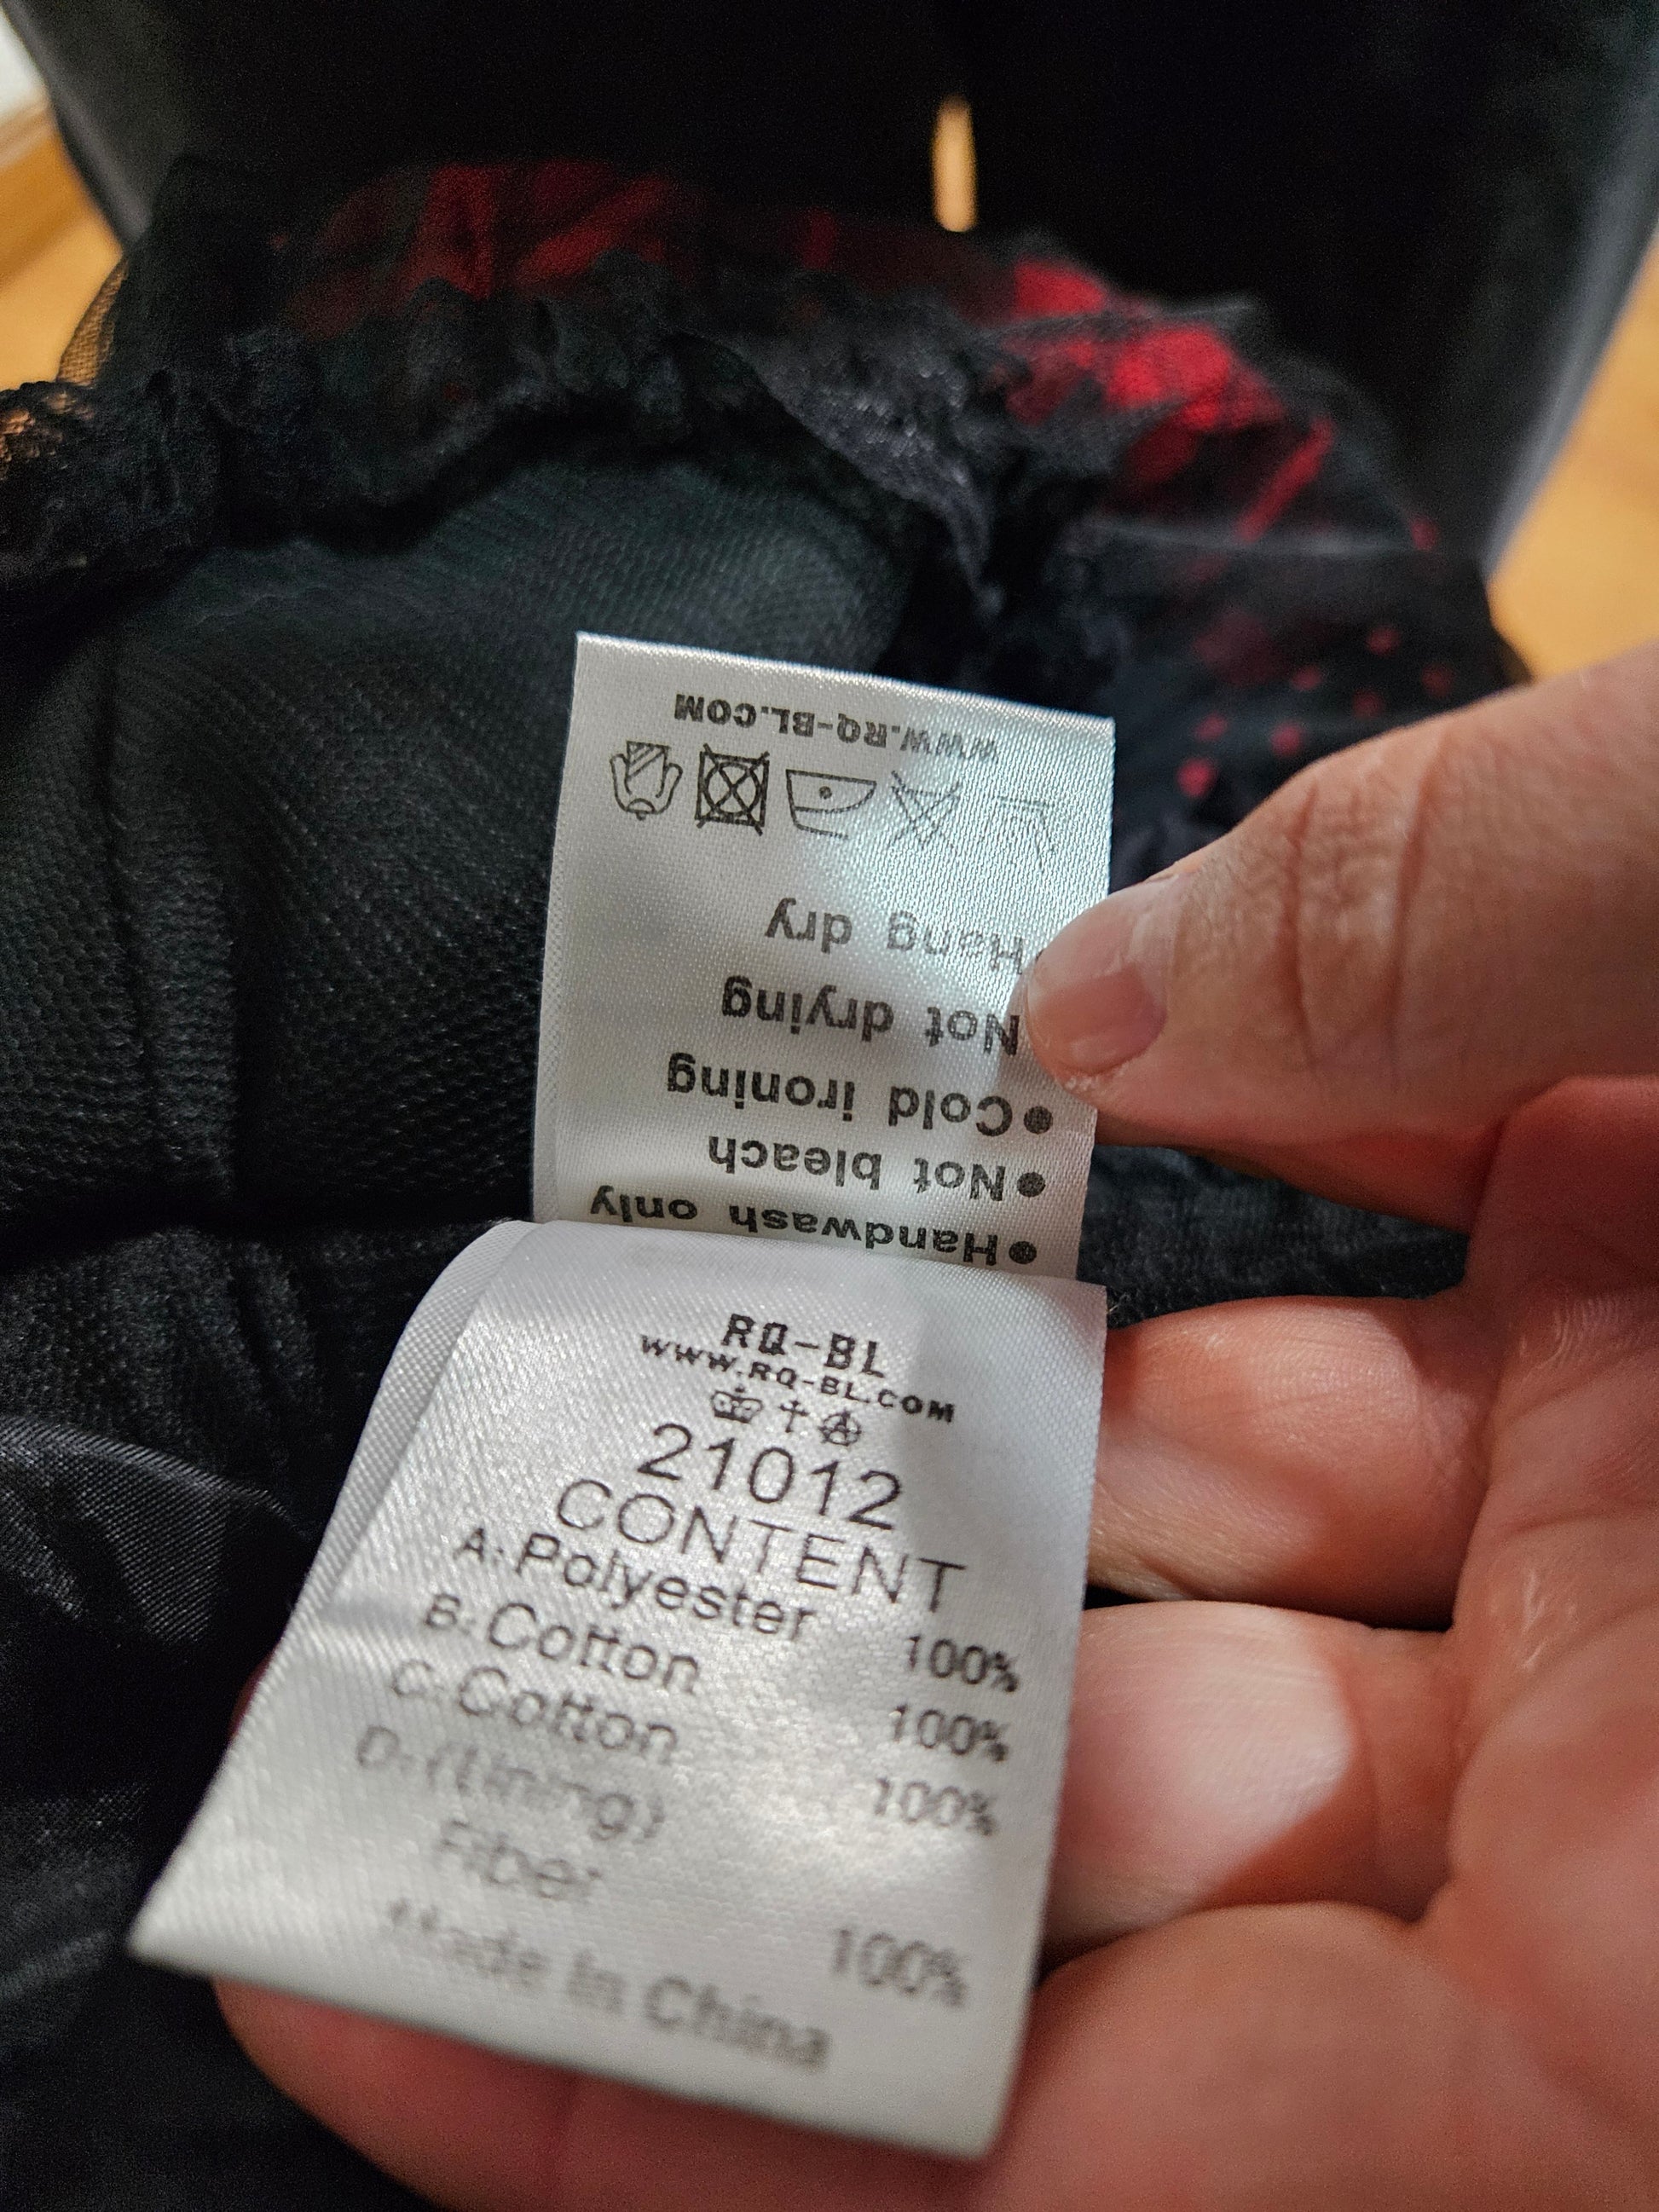 WWW.RQ-BL.COM
Hang dry
Not drying
●Cold ironing
●Not bleach
●Handwash only
RQ-BL
WWW.RQ-BL.COM
21012
CONTENT
A: Polyester 100%
B: Cotton 100%
C: Cotton 100%
D: (Lining)
Fiber 100%
Made In China